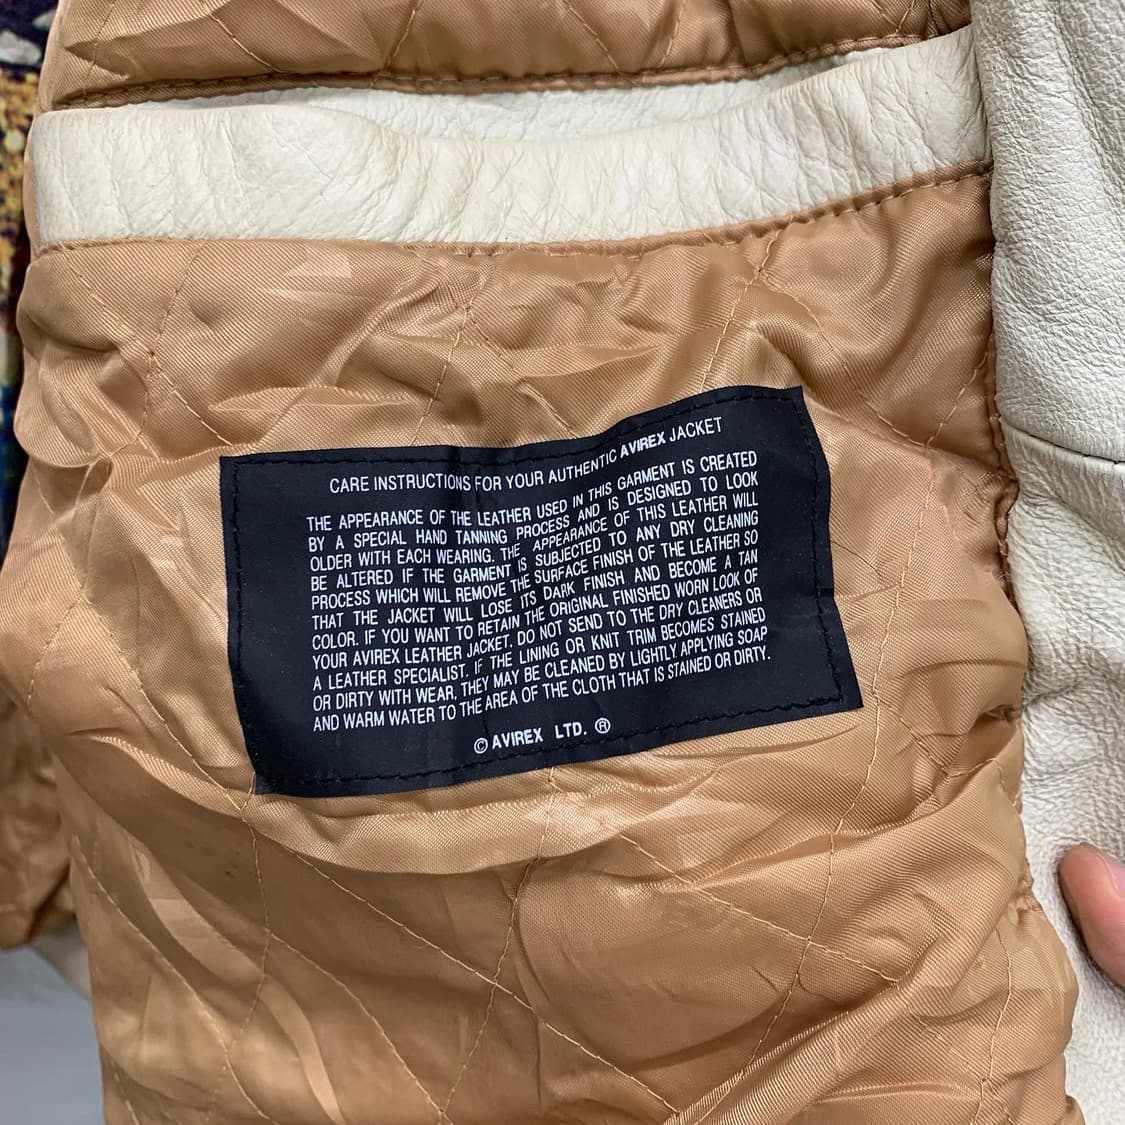 CARE INSTRUCTIONS FOR YOUR AUTHENTIC AVIREX JACKET
THE APPEARANCE OF THE LEATHER USED IN THIS GARMENT IS CREATED
BY A SPECIAL HAND TANNING PROCESS AND IS DESIGNED TO LOOK
OLDER WITH EACH WEARING. THE APPEARANCE OF THIS LEATHER WILL
BE ALTERED IF THE GARMENT IS SUBJECTED TO ANY DRY CLEANING
PROCESS WHICH WILL REMOVE THE SURFACE FINISH OF THE LEATHER SO
THAT THE JACKET WILL LOSE ITS DARK FINISH AND BECOME A TAN
COLOR. IF YOU WANT TO RETAIN THE ORIGINAL FINISHED WORN LOOK OF
YOUR AVIREX LEATHER JACKET. DO NOT SEND TO THE DRY CLEANERS OR
A LEATHER SPECIALIST. IF THE LINING OR KNIT TRIM BECOMES STAINED
OR DIRTY WITH WEAR, THEY MAY BE CLEANED BY LIGHTLY APPLYING SOAP
AND WARM WATER TO THE AREA OF THE CLOTH THAT IS STAINED OR DIRTY.
© AVIREX LTD. ®